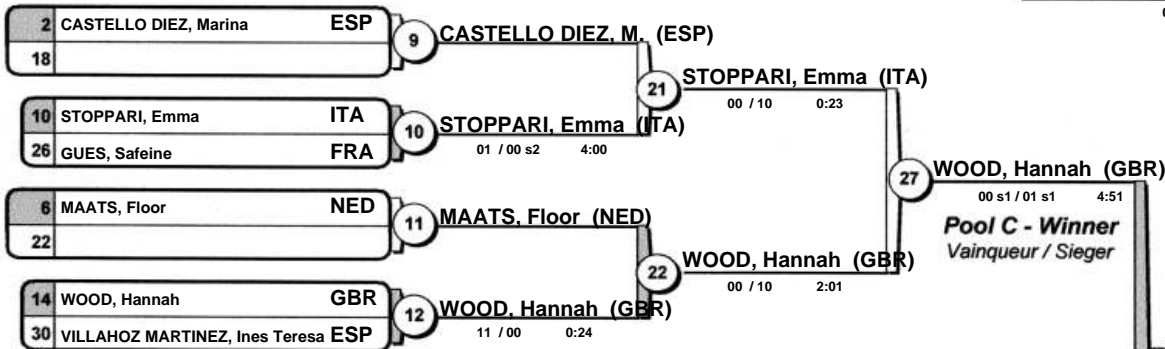 2 CASTELLO DIEZ, Marina ESP
18
9 CASTELLO DIEZ, M. (ESP)
10 STOPPARI, Emma ITA
26 GUES, Safeine FRA
10 STOPPARI, Emma (ITA)
01 / 00 s2 4:00
21 STOPPARI, Emma (ITA)
00 / 10 0:23
6 MAATS, Floor NED
22
11 MAATS, Floor (NED)
14 WOOD, Hannah GBR
30 VILLAHOZ MARTINEZ, Ines Teresa ESP
12 WOOD, Hannah (GBR)
11 / 00 0:24
22 WOOD, Hannah (GBR)
00 / 10 2:01
27 WOOD, Hannah (GBR)
00 s1 / 01 s1 4:51
Pool C - Winner
Vainqueur / Sieger